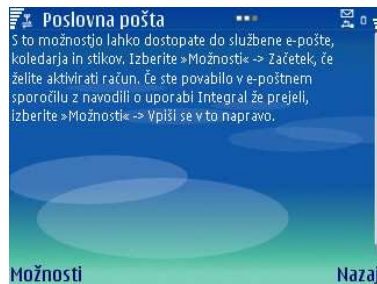 Poslovna pošta
S to možnostjo lahko dostopate do službene e-pošte,
koledarja in stikov. Izberite »Možnosti« -> Začetek, če
želite aktivirati račun. Če ste povabilo v e-poštnem
sporočilu z navodili o uporabi Integral že prejeli,
izberite »Možnosti« -> Vpiši se v to napravo.
Možnosti
Nazaj